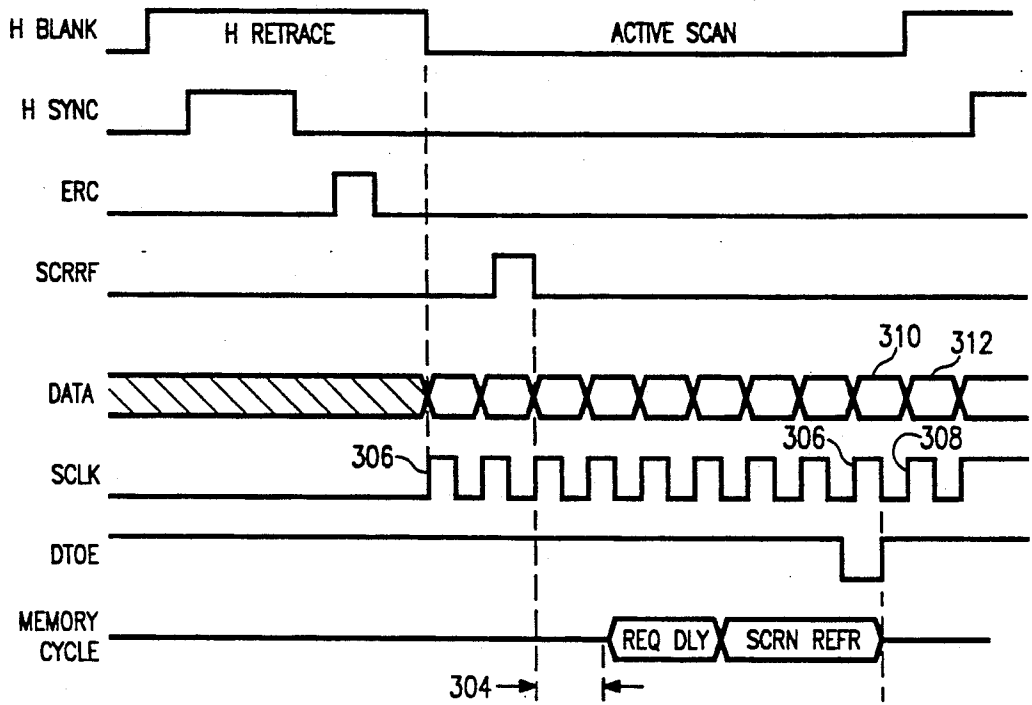 H BLANK
H RETRACE
ACTIVE SCAN
H SYNC
ERC
SCRRF
310
312
DATA
306
306
308
SCLK
DTOE
MEMORY
CYCLE
REQ DLY
SCRN REFR
304